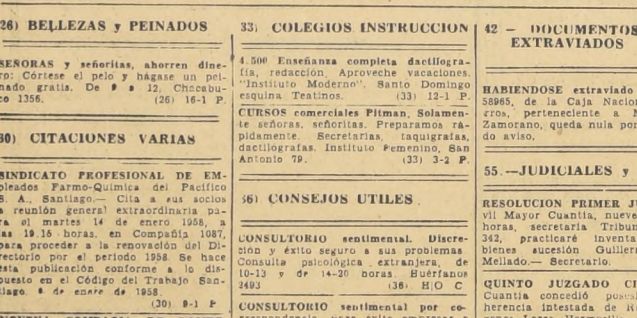 26) BELLEZAS y PEINADOS
SEÑORAS y señoritas, ahorren dine-
ro: Córtese el pelo y hágase un pei-
nado gratis. De 12, Chacabu-
co 1356. (26) 16-1 P.
30) CITACIONES VARIAS
SINDICATO PROFESIONAL DE EM-
pleados Farmo-Química del Pacífico
S. A., Santiago.— Cita a sus socios
a reunión general extraordinaria pa-
ra el martes 14 de enero 1958, a
las 19.15 horas, en Compañía 1087,
para proceder a la renovación del Di-
rectorio por el período 1958. Se hace
esta publicación conforme a lo dis-
puesto en el Código del Trabajo San-
tiago, de enero de 1958.
(30) 9-1 P
33) COLEGIOS INSTRUCCION
4.500 Enseñanza completa dactilogra-
fía, redacción, Aproveche vacaciones.
"Instituto Moderno". Santo Domingo
esquina Teatinos. (33) 12-1 P.
CURSOS comerciales Pitman, Solamen-
te señoras, señoritas. Preparamos rá-
pidamente. Secretarias, taquígrafas,
dactilógrafas. Instituto Femenino, San
Antonio 79. (33) 3-2 P.
36) CONSEJOS UTILES
CONSULTORIO sentimental. Discre-
sión y éxito seguro a sus problemas
Consulta psicológica, extranjera, de
10-13 y de 14-20 horas. Huérfanos
2493 (36) H|O C
CONSULTORIO sentimental por co-
42 — DOCUMENTOS
EXTRAVIADOS
HABIENDOSE extraviado
58965, de la Caja Nacion
rros, perteneciente a
Zamorano, queda nula por
do aviso.
55.—JUDICIALES y
RESOLUCION PRIMER JU
vil Mayor Cuantía, nueve
horas, secretaria Tribun
342, practicaré inventa
bienes sucesión Guiller
Mellado.— Secretario.
QUINTO JUZGADO CI
Cuantía concedió poses
herencia intestada de